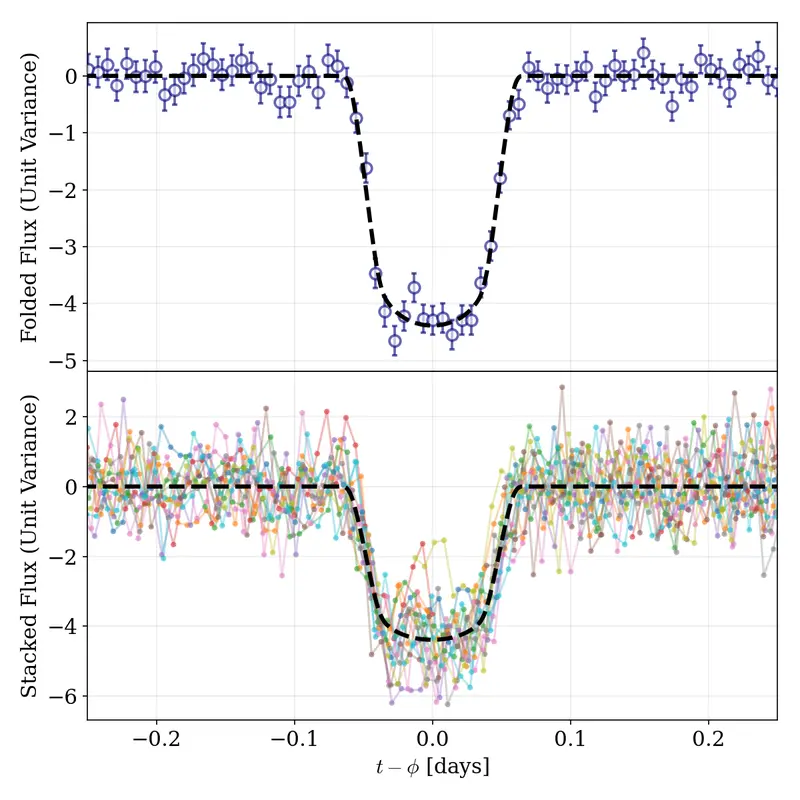 Folded Flux (Unit Variance)
0
−1
−2
−3
−4
−5
Stacked Flux (Unit Variance)
2
0
−2
−4
−6
−0.2 −0.1 0.0 0.1 0.2
t − ϕ [days]